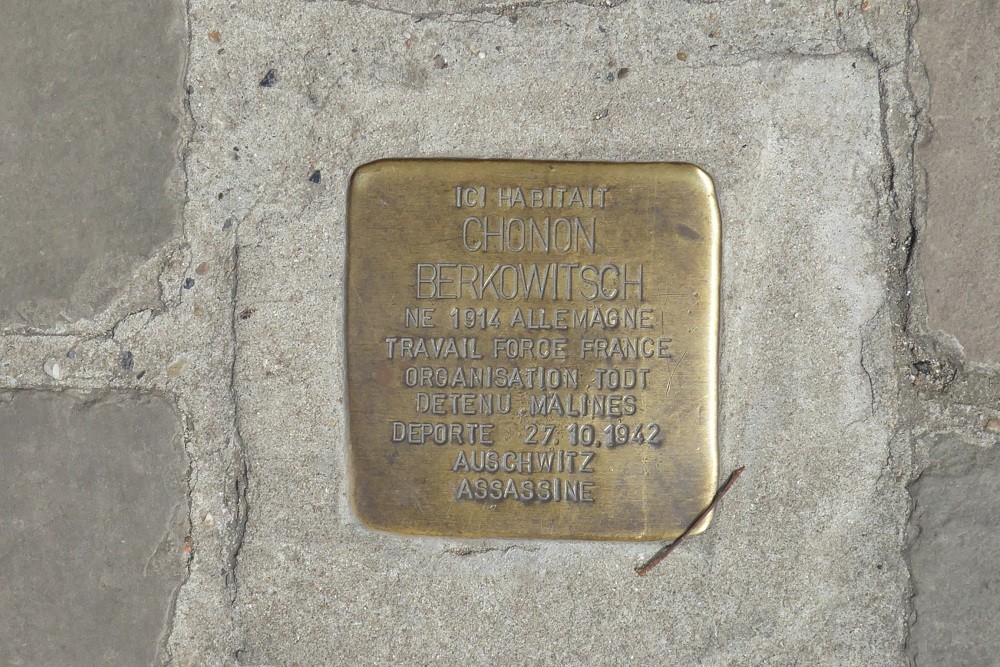 ICI HABITAIT
CHONON
BERKOWITSCH
NE 1914 ALLEMAGNE
TRAVAIL FORCE FRANCE
ORGANISATION TODT
DETENU MALINES
DEPORTE 27.10.1942
AUSCHWITZ
ASSASSINE